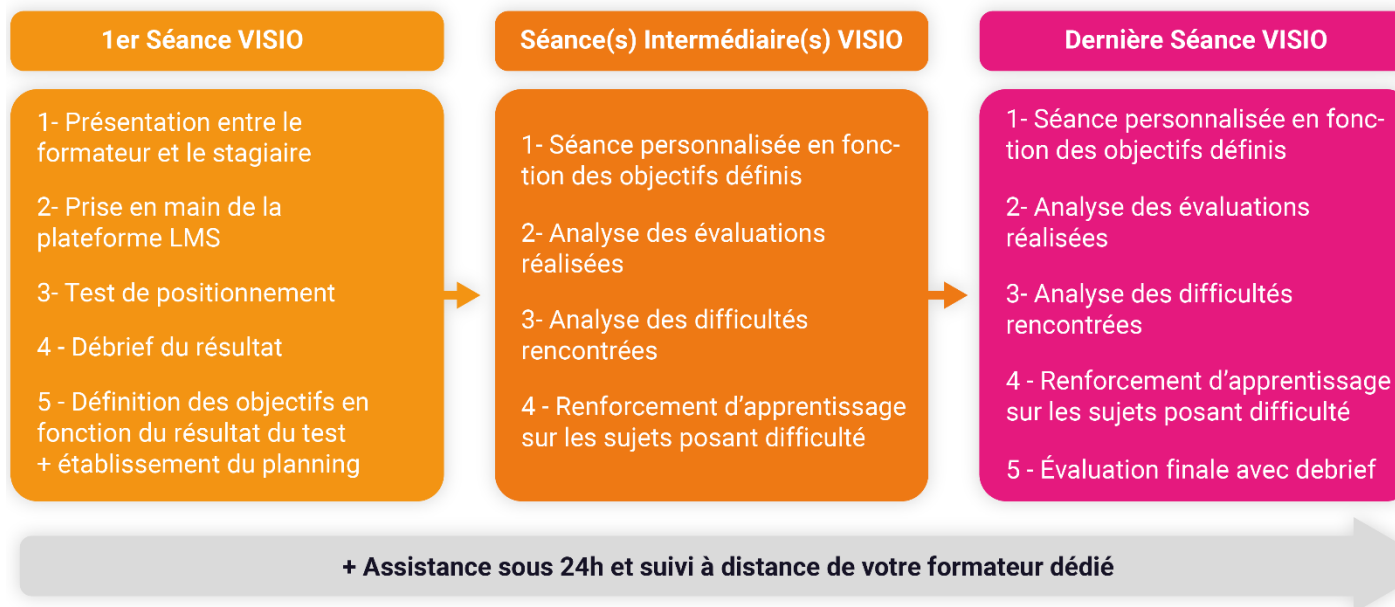 1er Séance VISIO
1- Présentation entre le
formateur et le stagiaire
2- Prise en main de la
plateforme LMS
3- Test de positionnement
4 - Débrief du résultat
5 - Définition des objectifs en
fonction du résultat du test
+ établissement du planning
Séance(s) Intermédiaire(s) VISIO
1- Séance personnalisée en fonc-
tion des objectifs définis
2- Analyse des évaluations
réalisées
3- Analyse des difficultés
rencontrées
4 - Renforcement d’apprentissage
sur les sujets posant difficulté
Dernière Séance VISIO
1- Séance personnalisée en fonc-
tion des objectifs définis
2- Analyse des évaluations
réalisées
3- Analyse des difficultés
rencontrées
4 - Renforcement d’apprentissage
sur les sujets posant difficulté
5 - Évaluation finale avec debrief
+ Assistance sous 24h et suivi à distance de votre formateur dédié